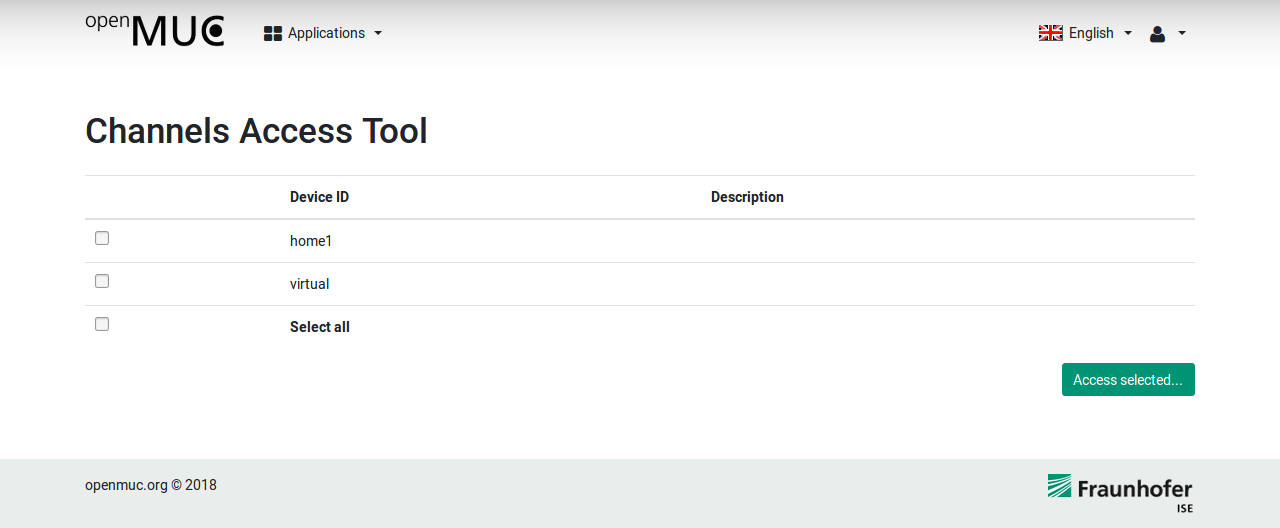 openMUC
Applications
English
Channels Access Tool
Device ID Description
home1
virtual
Select all
Access selected...
openmuc.org © 2018
Fraunhofer
ISE